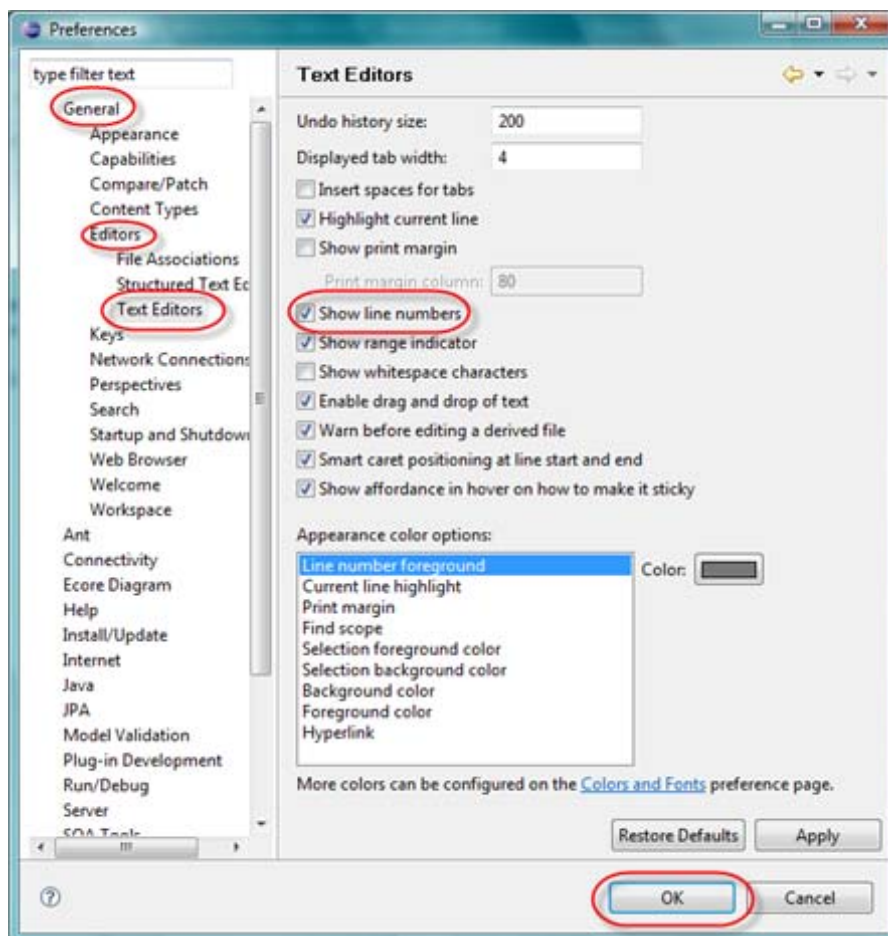 Preferences
type filter text
General
Appearance
Capabilities
Compare/Patch
Content Types
Editors
File Associations
Structured Text Ec
Text Editors
Keys
Network Connections
Perspectives
Search
Startup and Shutdow
Web Browser
Welcome
Workspace
Ant
Connectivity
Ecore Diagram
Help
Install/Update
Internet
Java
JPA
Model Validation
Plug-in Development
Run/Debug
Server
SOA Tools
Text Editors
Undo history size: 200
Displayed tab width: 4
Insert spaces for tabs
Highlight current line
Show print margin
Print margin column: 80
Show line numbers
Show range indicator
Show whitespace characters
Enable drag and drop of text
Warn before editing a derived file
Smart caret positioning at line start and end
Show affordance in hover on how to make it sticky
Appearance color options:
Line number foreground
Current line highlight
Print margin
Find scope
Selection foreground color
Selection background color
Background color
Foreground color
Hyperlink
Color:
More colors can be configured on the Colors and Fonts preference page.
Restore Defaults
Apply
OK
Cancel